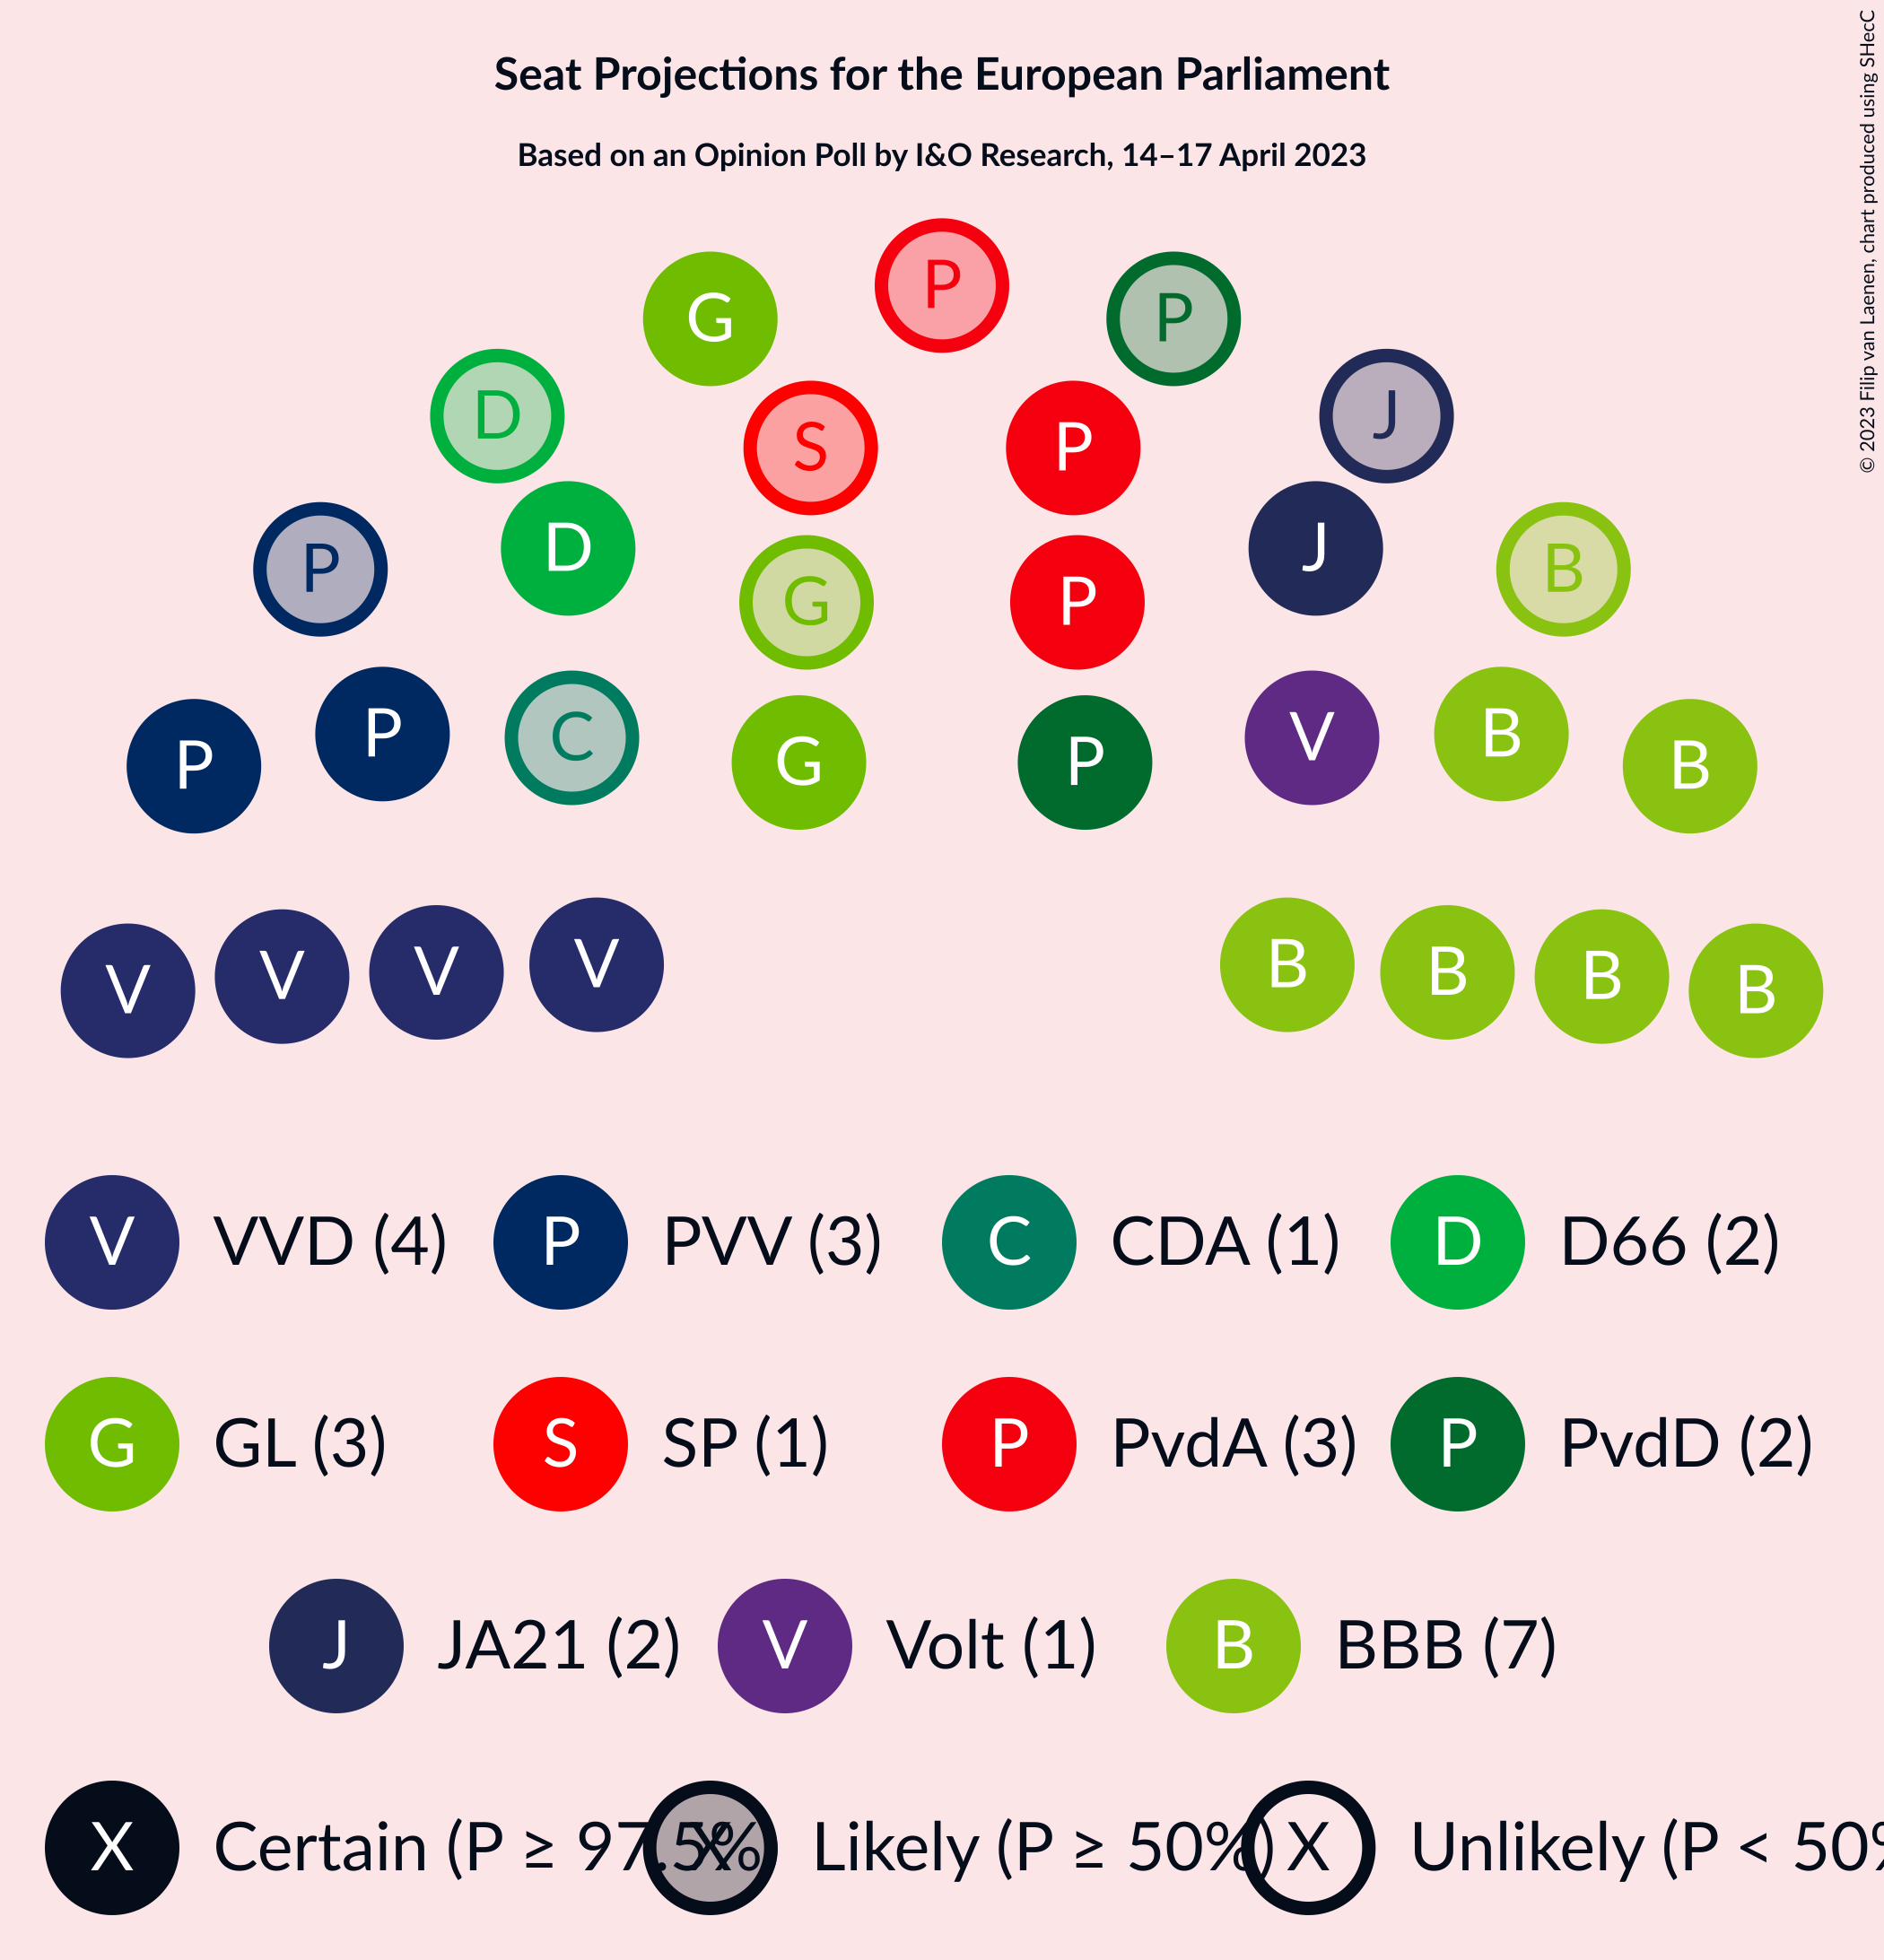 Seat Projections for the European Parliament
Based on an Opinion Poll by I&O Research, 14–17 April 2023
© 2023 Filip van Laenen, chart produced using SHecC
P
G P
D J
S P
P D J B
G P
P P C G P V B B
V V V V B B B B
V VVD (4) P PVV (3) C CDA (1) D D66 (2)
G GL (3) S SP (1) P PvdA (3) P PvdD (2)
J JA21 (2) V Volt (1) B BBB (7)
X Certain (P ≥ 97.5% X Likely (P ≥ 50%) X Unlikely (P < 50%